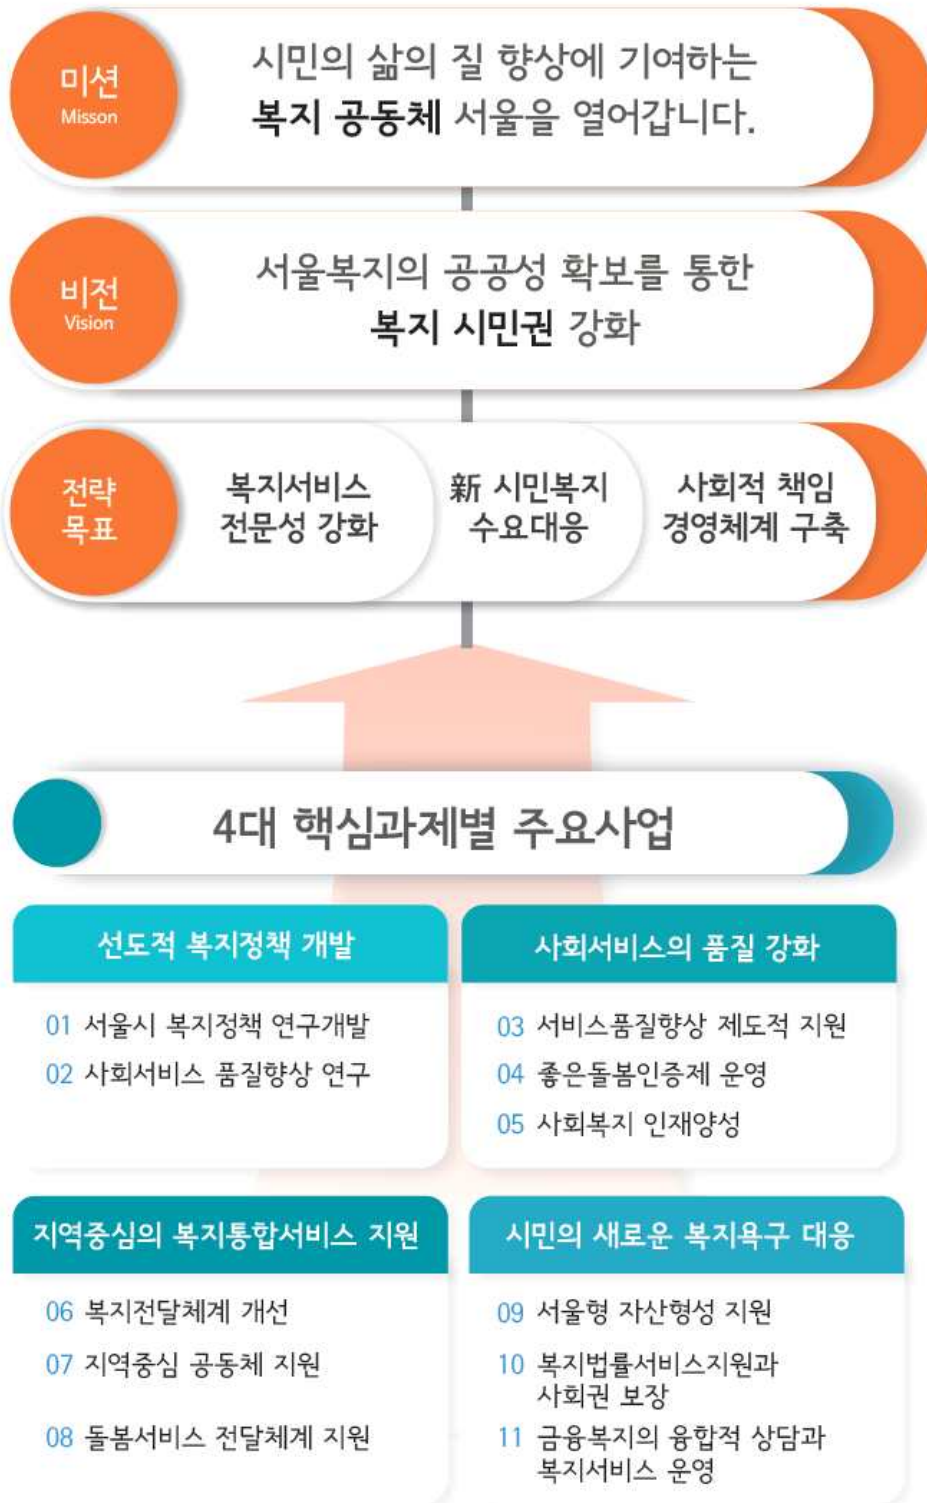 미션
Misson
시민의 삶의 질 향상에 기여하는
복지 공동체 서울을 열어갑니다.
비전
Vision
서울복지의 공공성 확보를 통한
복지 시민권 강화
전략
목표
복지서비스
전문성 강화
新 시민복지
수요대응
사회적 책임
경영체계 구축
4대 핵심과제별 주요사업
선도적 복지정책 개발
01 서울시 복지정책 연구개발
02 사회서비스 품질향상 연구
사회서비스의 품질 강화
03 서비스품질향상 제도적 지원
04 좋은돌봄인증제 운영
05 사회복지 인재양성
지역중심의 복지통합서비스 지원
06 복지전달체계 개선
07 지역중심 공동체 지원
08 돌봄서비스 전달체계 지원
시민의 새로운 복지욕구 대응
09 서울형 자산형성 지원
10 복지법률서비스지원과
사회권 보장
11 금융복지의 융합적 상담과
복지서비스 운영